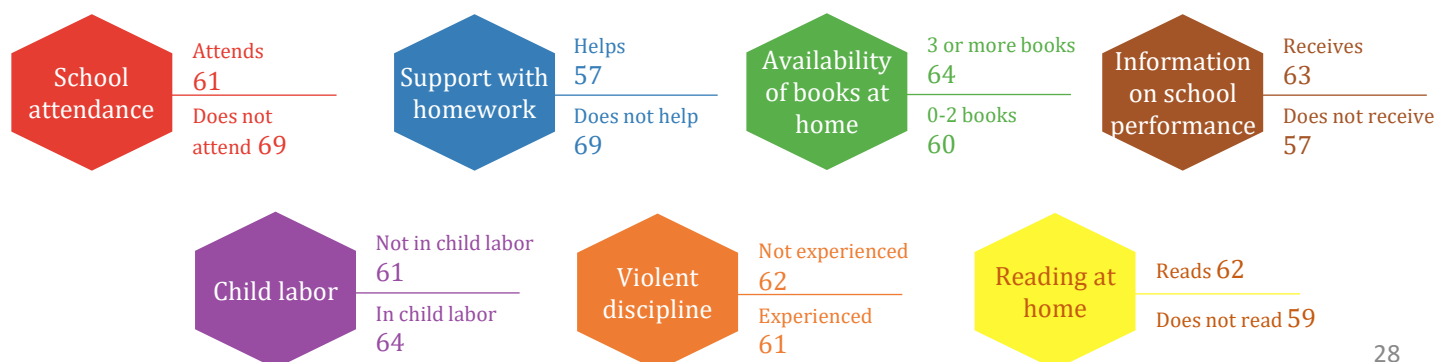 School
attendance
Attends
61
Does not
attend 69
Support with
homework
Helps
57
Does not help
69
Availability
of books at
home
3 or more books
64
0-2 books
60
Information
on school
performance
Receives
63
Does not receive
57
Child labor
Not in child labor
61
In child labor
64
Violent
discipline
Not experienced
62
Experienced
61
Reading at
home
Reads 62
Does not read 59
28